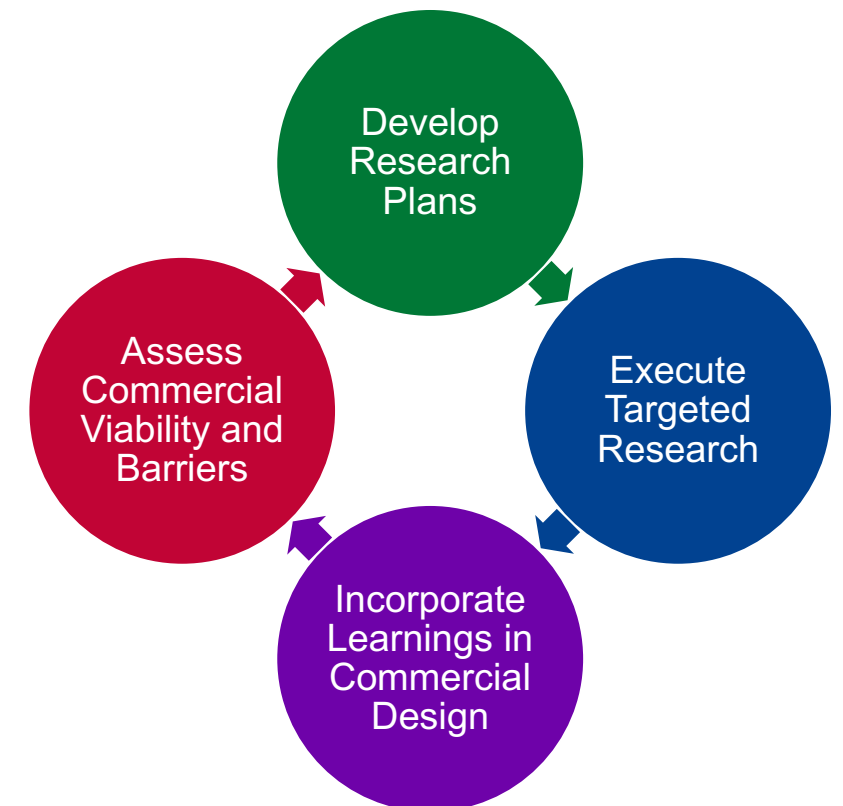 Develop
Research
Plans
Execute
Targeted
Research
Incorporate
Learnings in
Commercial
Design
Assess
Commercial
Viability and
Barriers